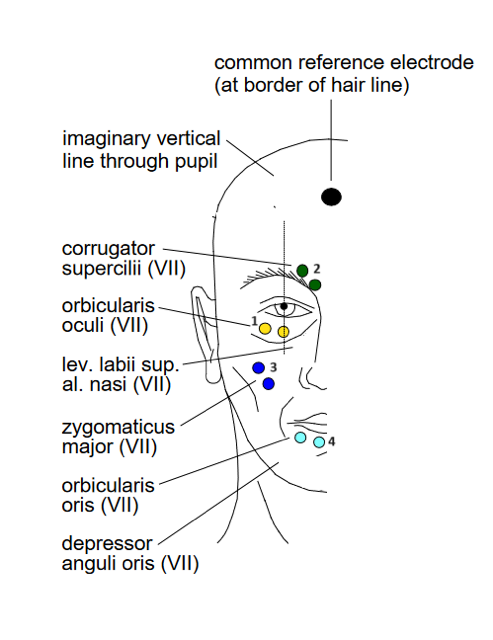 common reference electrode
(at border of hair line)
imaginary vertical
line through pupil
corrugator
supercilii (VII)
2
orbicularis
oculi (VII)
1
lev. labii sup.
al. nasi (VII)
3
zygomaticus
major (VII)
4
orbicularis
oris (VII)
depressor
anguli oris (VII)